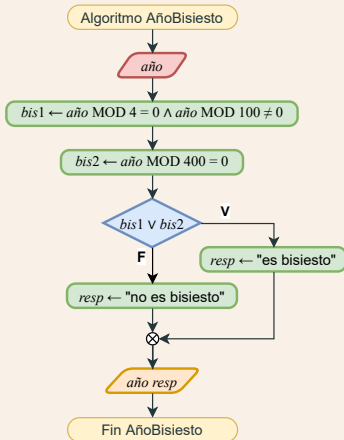 Algoritmo AñoBisiesto
año
bis1 ← año MOD 4 = 0 ∧ año MOD 100 ≠ 0
bis2 ← año MOD 400 = 0
bis1 ∨ bis2
V
F
resp ← "es bisiesto"
resp ← "no es bisiesto"
año resp
Fin AñoBisiesto